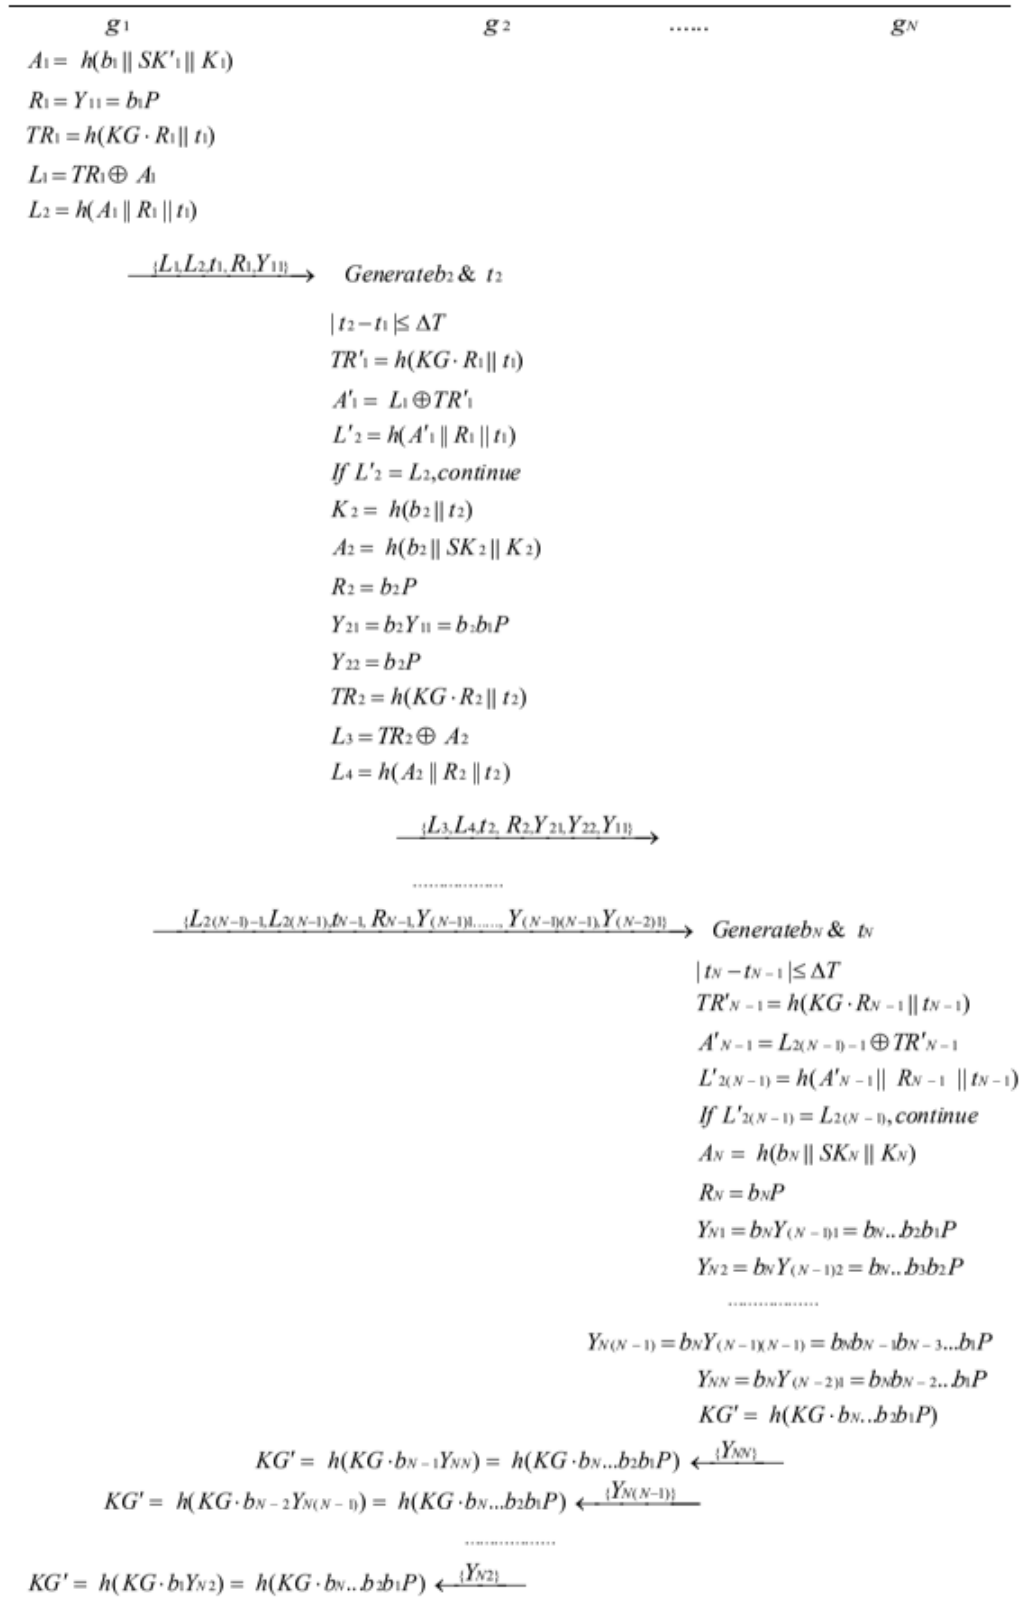 g1 g2 ...... gN
A1 = h(b1 || SK'1 || K1)
R1 = Y11 = b1P
TR1 = h(KG · R1 || t1)
L1 = TR1 ⊕ A1
L2 = h(A1 || R1 || t1)
{L1,L2,t1, R1,Y11} Generateb2 & t2
| t2 − t1 |≤ ΔT
TR'1 = h(KG · R1 || t1)
A'1 = L1 ⊕ TR'1
L'2 = h(A'1 || R1 || t1)
If L'2 = L2,continue
K2 = h(b2 || t2)
A2 = h(b2 || SK2 || K2)
R2 = b2P
Y21 = b2Y11 = b2b1P
Y22 = b2P
TR2 = h(KG · R2 || t2)
L3 = TR2 ⊕ A2
L4 = h(A2 || R2 || t2)
{L3,L4,t2, R2,Y21,Y22,Y11}
..................
{L2(N−1)−1,L2(N−1),tN−1, RN−1,Y(N−1)1......, Y(N−1)(N−1),Y(N−2)1} GeneratebN & tN
| tN − tN−1 |≤ ΔT
TR'N−1 = h(KG · RN−1 || tN−1)
A'N−1 = L2(N−1)−1 ⊕ TR'N−1
L'2(N−1) = h(A'N−1 || RN−1 || tN−1)
If L'2(N−1) = L2(N−1),continue
AN = h(bN || SKN || KN)
RN = bNP
YN1 = bNY(N−1)1 = bN...b2b1P
YN2 = bNY(N−1)2 = bN...b3b2P
..................
YN(N−1) = bNY(N−1)(N−1) = bNbN−1bN−3...b1P
YNN = bNY(N−2)1 = bNbN−2...b1P
KG' = h(KG · bN...b2b1P)
KG' = h(KG · bN−1YNN) = h(KG · bN...b2b1P) {YNN}
KG' = h(KG · bN−2YN(N−1)) = h(KG · bN...b2b1P) {YN(N−1)}
..................
KG' = h(KG · b1YN2) = h(KG · bN...b2b1P) {YN2}